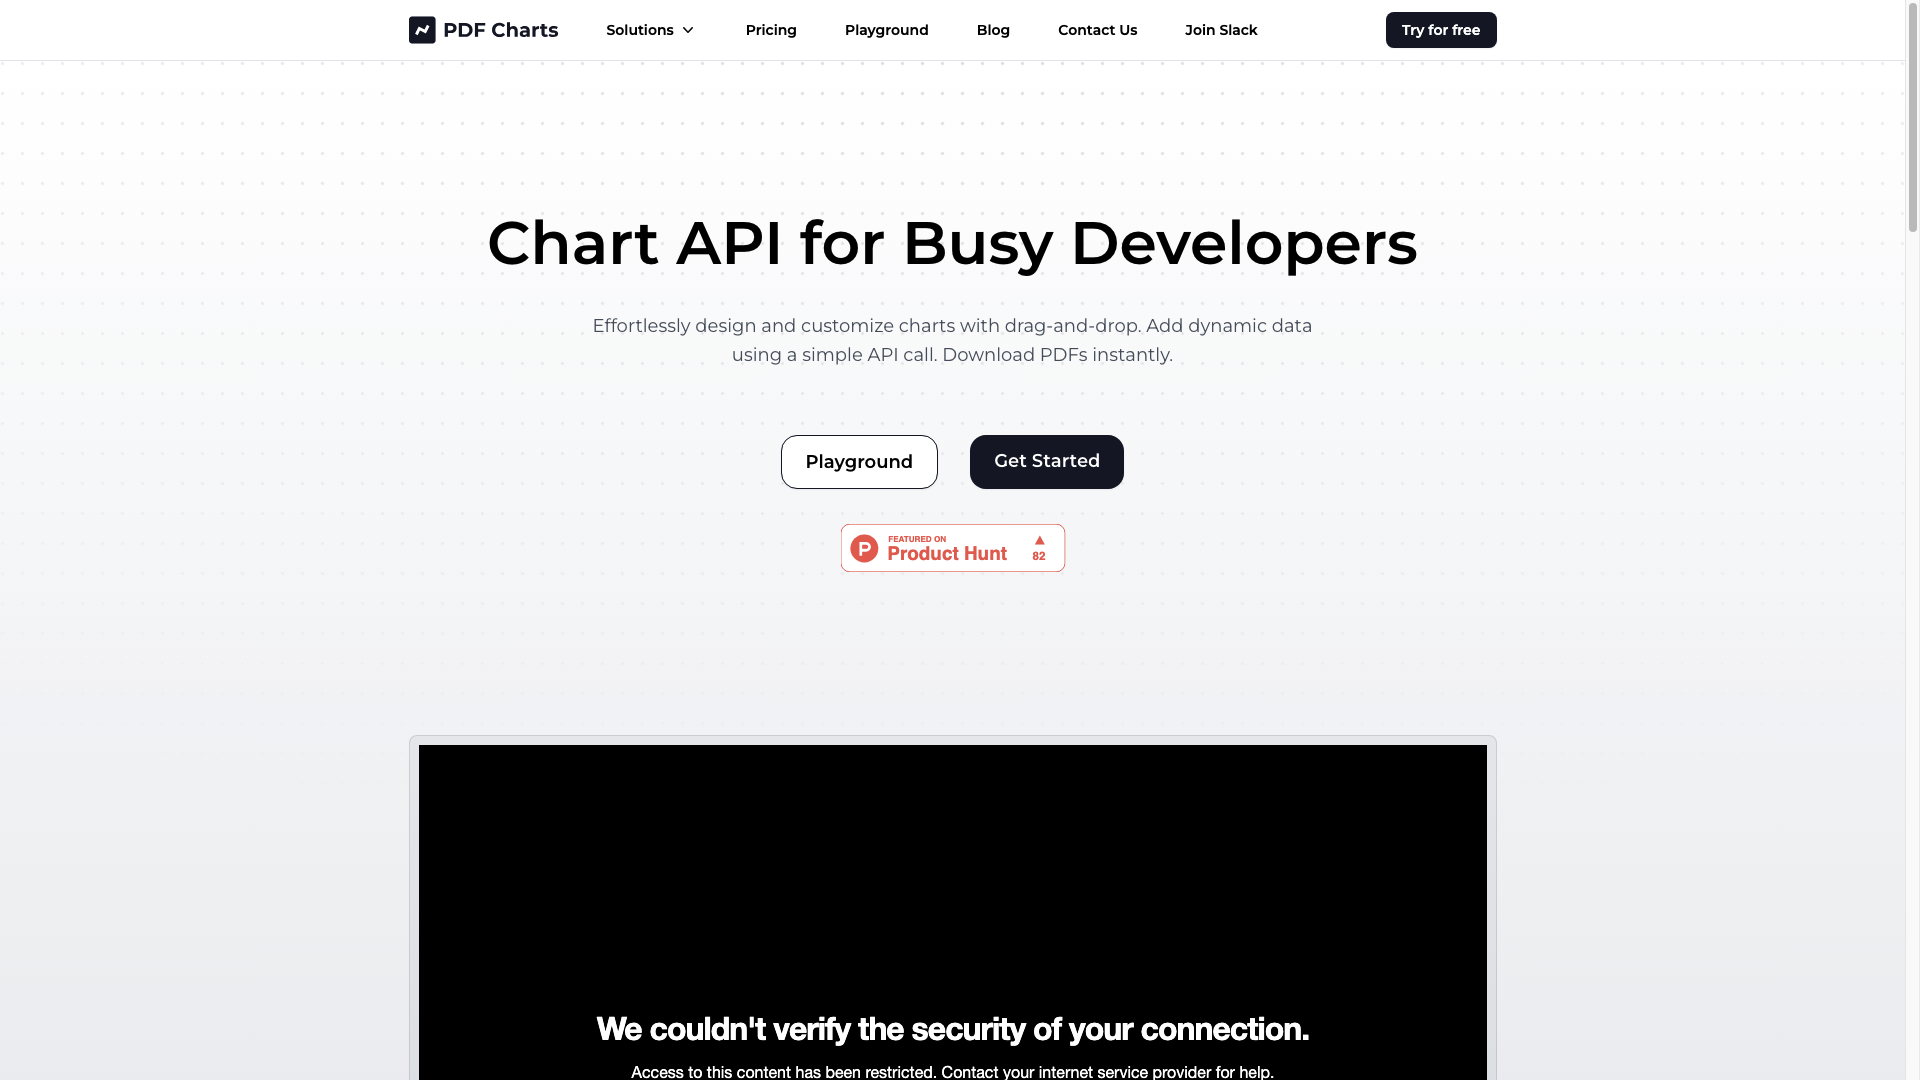 PDF Charts
Solutions
Pricing
Playground
Blog
Contact Us
Join Slack
Try for free
Chart API for Busy Developers
Effortlessly design and customize charts with drag-and-drop. Add dynamic data
using a simple API call. Download PDFs instantly.
Playground
Get Started
P
FEATURED ON
Product Hunt
82
We couldn't verify the security of your connection.
Access to this content has been restricted. Contact your internet service provider for help.